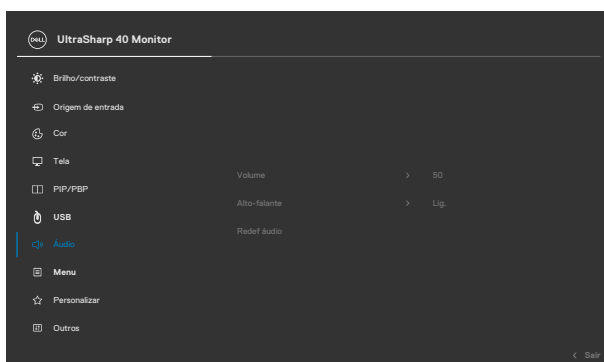 DELL UltraSharp 40 Monitor
Brilho/contraste
Origem de entrada
Cor
Tela
PIP/PBP
USB
Áudio
Menu
Personalizar
Outros
Volume > 50
Alto-falante > Lig.
Redef áudio
< Sair